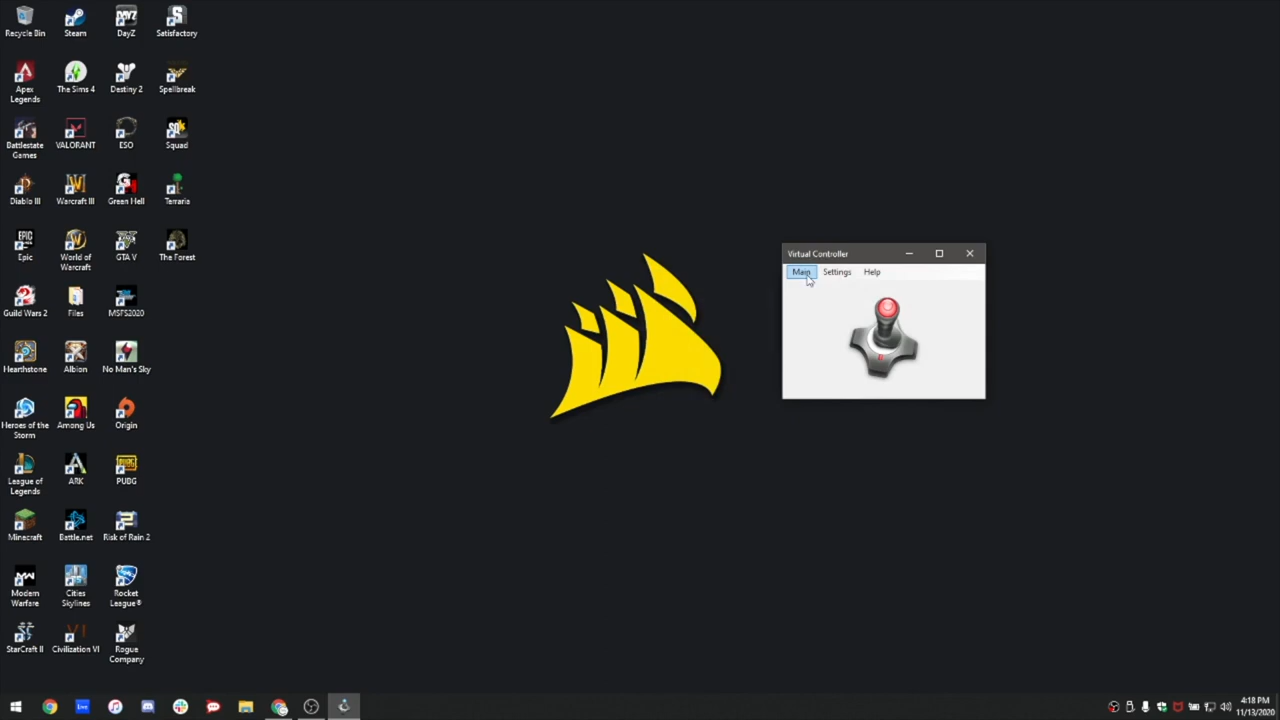 Recycle Bin
Steam
DayZ
Satisfactory
Apex
Legends
The Sims 4
Destiny 2
Spellbreak
Battlestate
Games
VALORANT
ESO
Squad
Diablo III
Warcraft III
Green Hell
Terraria
EPIC
Epic
World of
Warcraft
GTA V
The Forest
Guild Wars 2
Files
MSFS2020
Hearthstone
Albion
No Man's Sky
Heroes of the
Storm
Among Us
Origin
League of
Legends
ARK
PUBG
PUBG
Minecraft
Battle.net
Risk of Rain 2
Modern
Warfare
Cities
Skylines
Rocket
League®
StarCraft II
Civilization VI
Rogue
Company
Virtual Controller
Main Settings Help
4:18 PM
11/13/2020